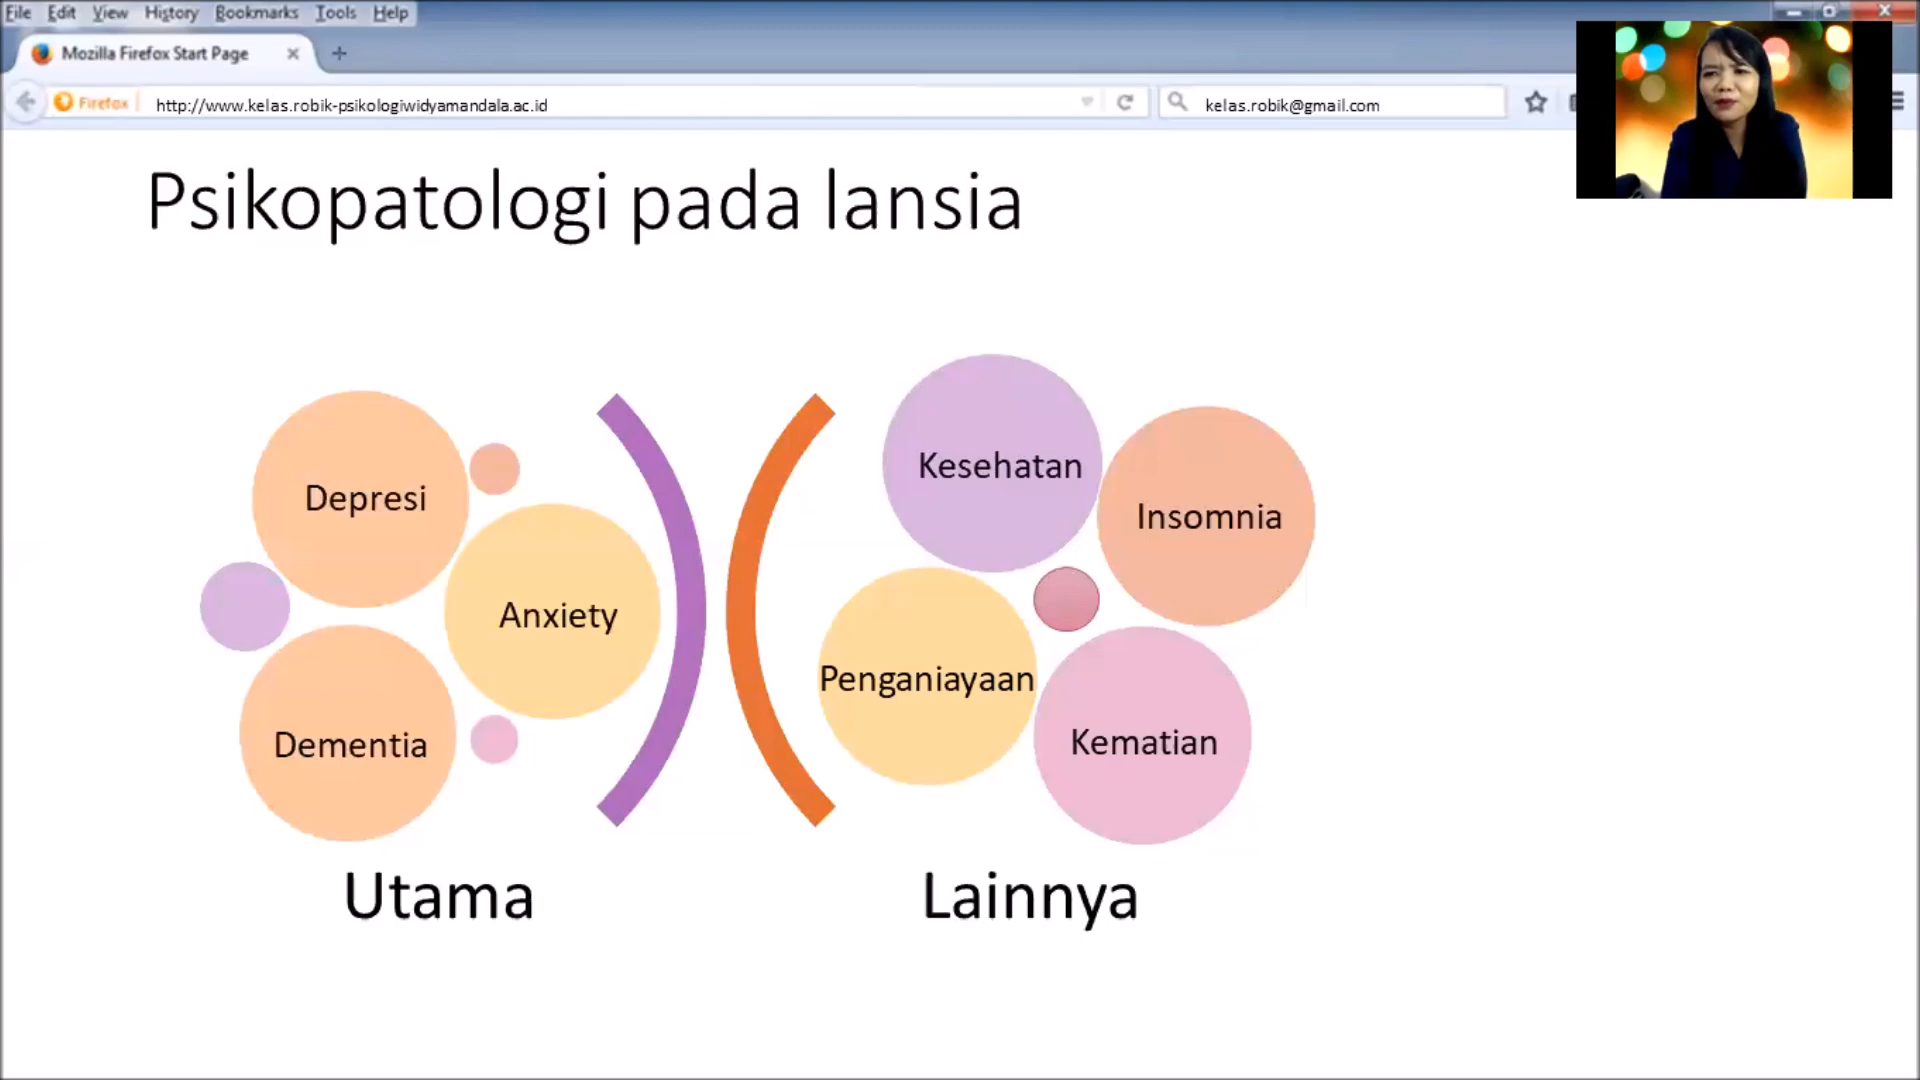 File Edit View History Bookmarks Tools Help
Mozilla Firefox Start Page
Firefox http://www.kelas.robik-psikologiwidyamandala.ac.id kelas.robik@gmail.com
Psikopatologi pada lansia
Depresi
Anxiety
Dementia
Utama
Kesehatan
Insomnia
Penganiayaan
Kematian
Lainnya